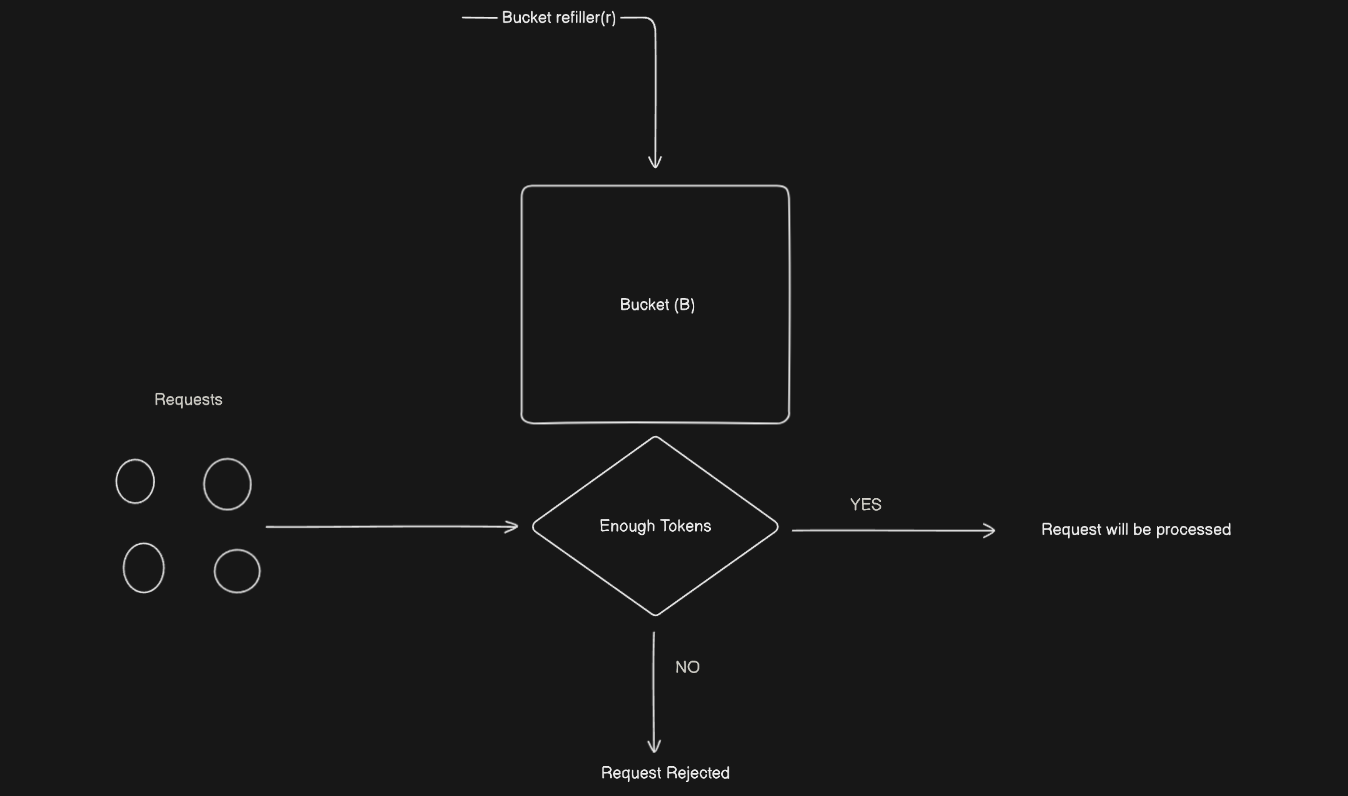 Bucket refiller(r)
Bucket (B)
Requests
Enough Tokens
YES
Request will be processed
NO
Request Rejected